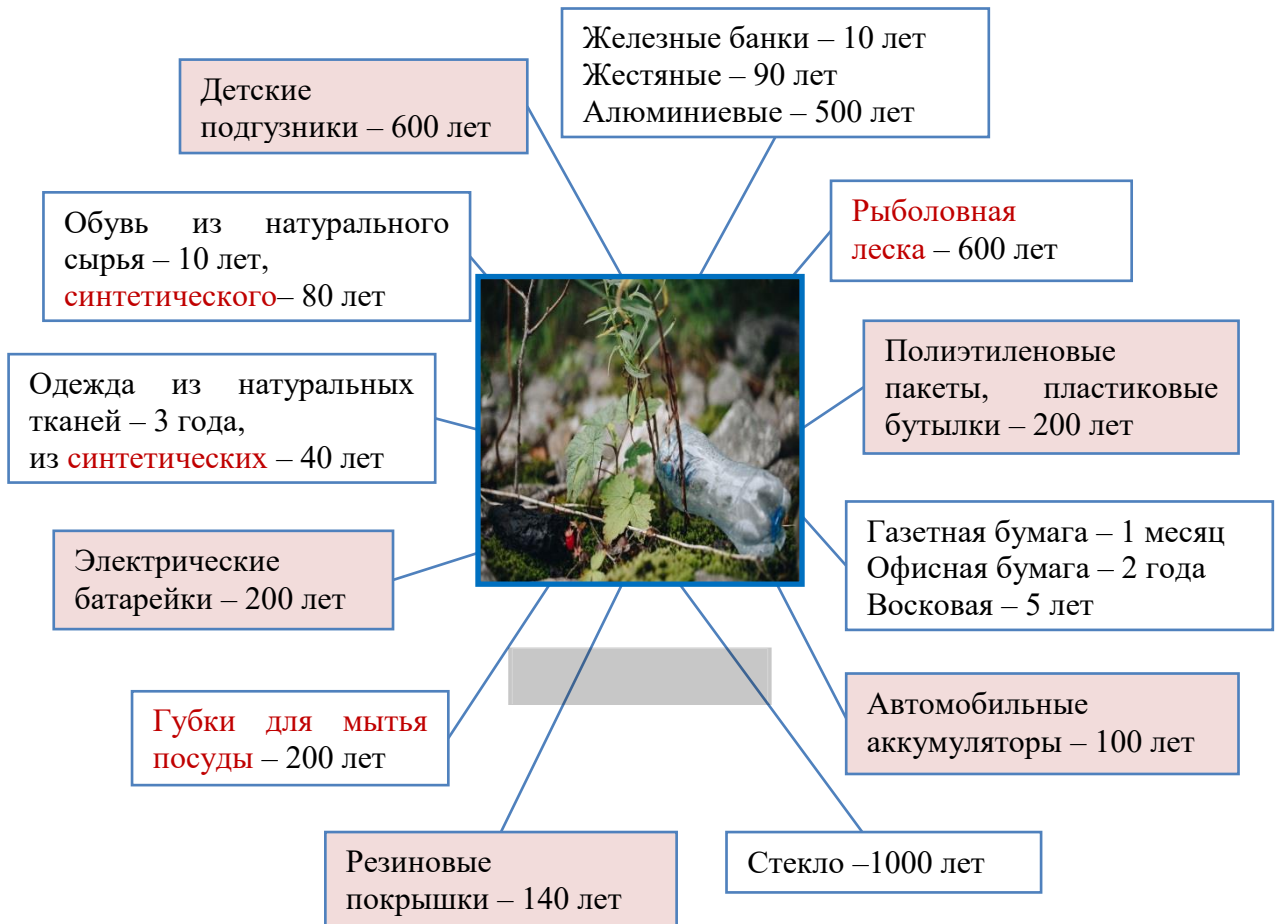 Железные банки – 10 лет
Жестяные – 90 лет
Алюминиевые – 500 лет
Детские
подгузники – 600 лет
Рыболовная
леска – 600 лет
Обувь из натурального
сырья – 10 лет,
синтетического– 80 лет
Полиэтиленовые
пакеты, пластиковые
бутылки – 200 лет
Одежда из натуральных
тканей – 3 года,
из синтетических – 40 лет
Газетная бумага – 1 месяц
Офисная бумага – 2 года
Восковая – 5 лет
Электрические
батарейки – 200 лет
Автомобильные
аккумуляторы – 100 лет
Губки для мытья
посуды – 200 лет
Резиновые
покрышки – 140 лет
Стекло –1000 лет